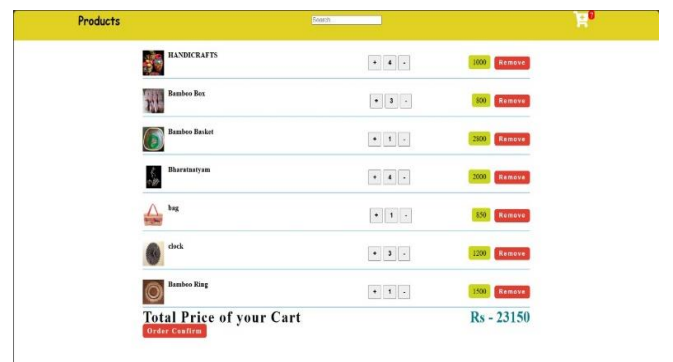 Products Search 7
HANDICRAFTS + 4 - 1000 Remove
Bamboo Box + 3 - 800 Remove
Bamboo Basket + 1 - 2800 Remove
Bharatnatyam + 4 - 2000 Remove
bag + 1 - 850 Remove
clock + 3 - 1200 Remove
Bamboo Ring + 1 - 1500 Remove
Total Price of your Cart Rs - 23150
Order Confirm